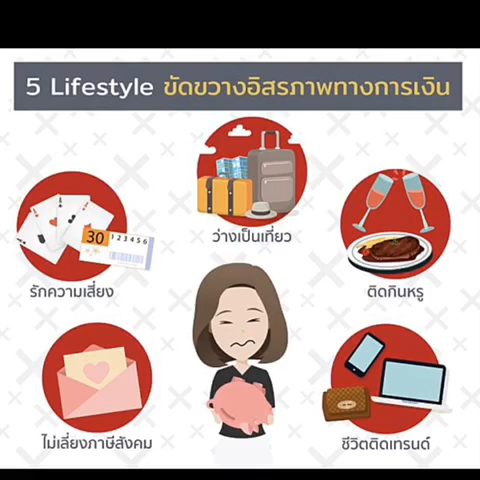 5 Lifestyle ขัดขวางอิสรภาพทางการเงิน
ว่างเป็นเที่ยว
30 123456
รักความเสี่ยง
ติดกินหรู
ไม่เลี่ยงภาษีสังคม
ชีวิตติดเทรนด์